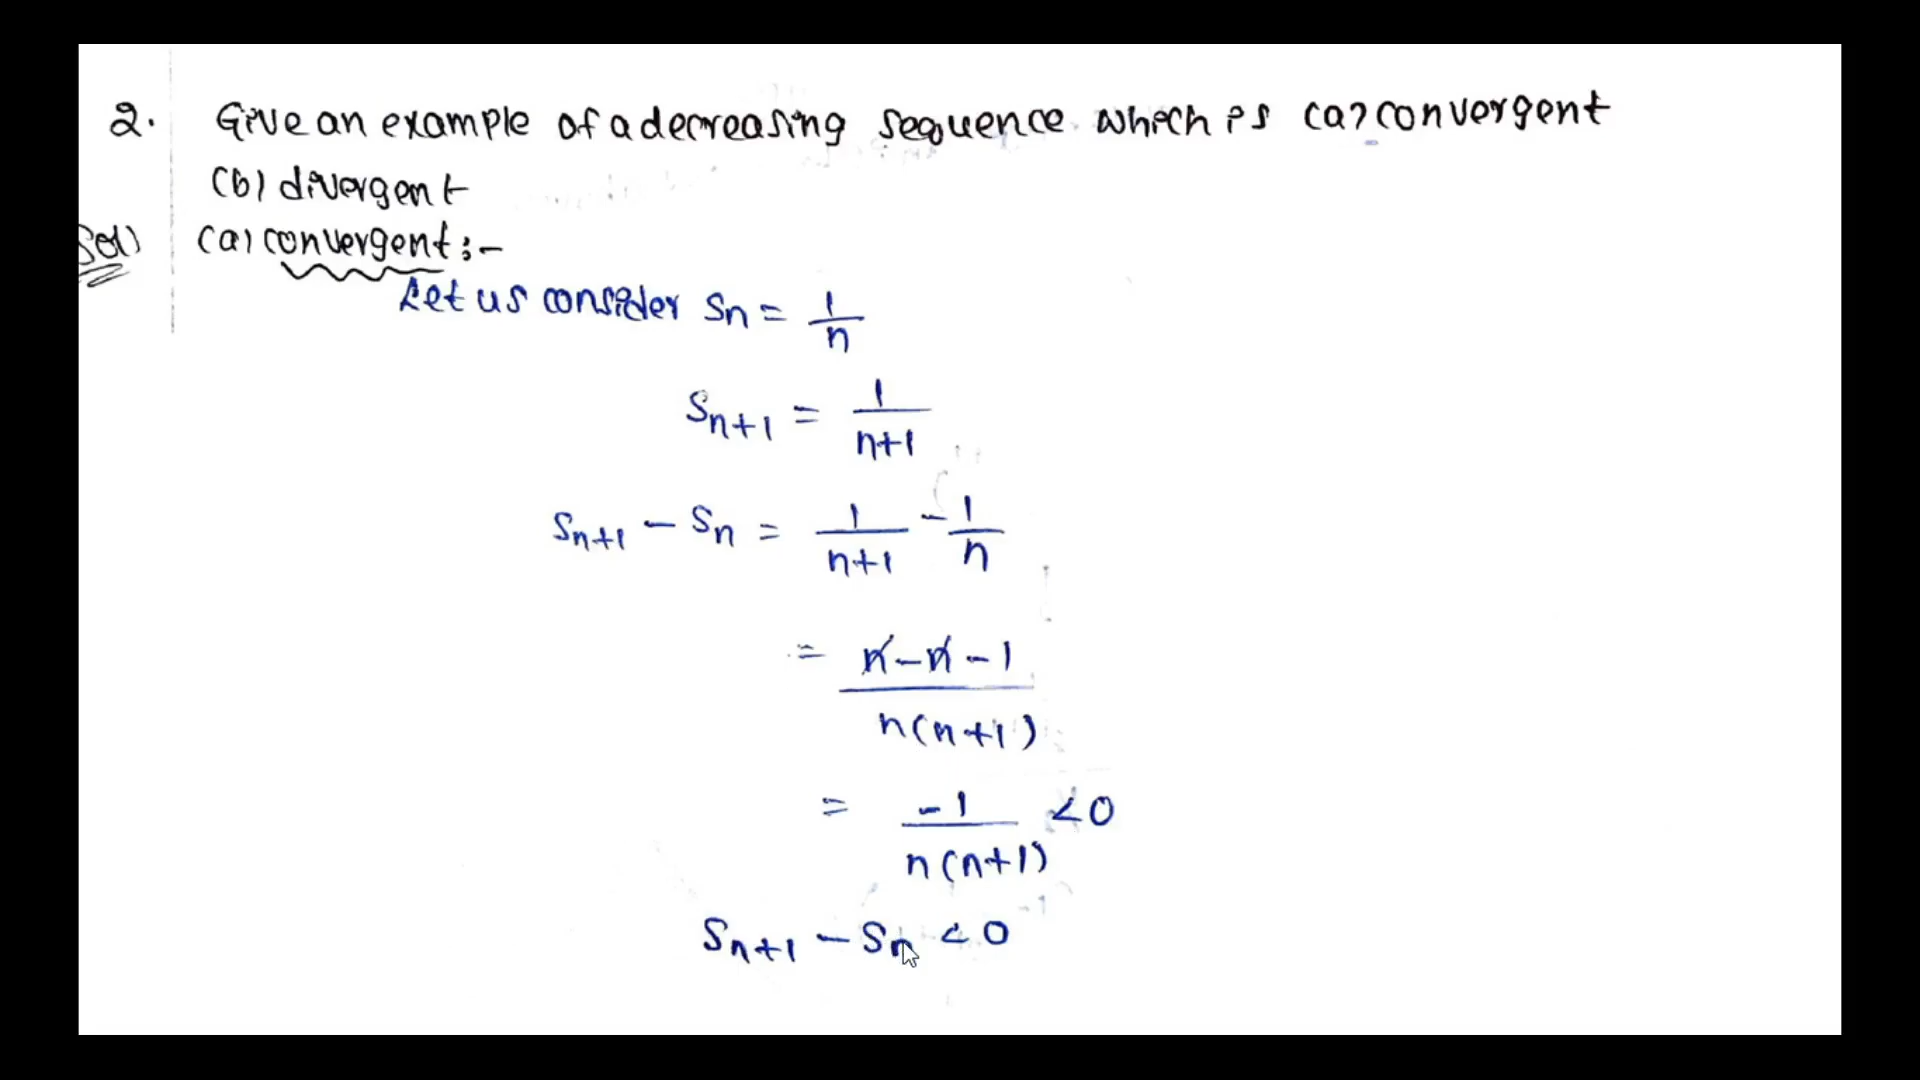 2. Give an example of a decreasing sequence which is (a) convergent
(b) divergent
Sol) (a) convergent :-
Let us consider Sn = 1/n
Sn+1 = 1/(n+1)
Sn+1 - Sn = 1/(n+1) - 1/n
= (n - n - 1)/(n(n+1))
= -1/(n(n+1)) < 0
Sn+1 - Sn < 0